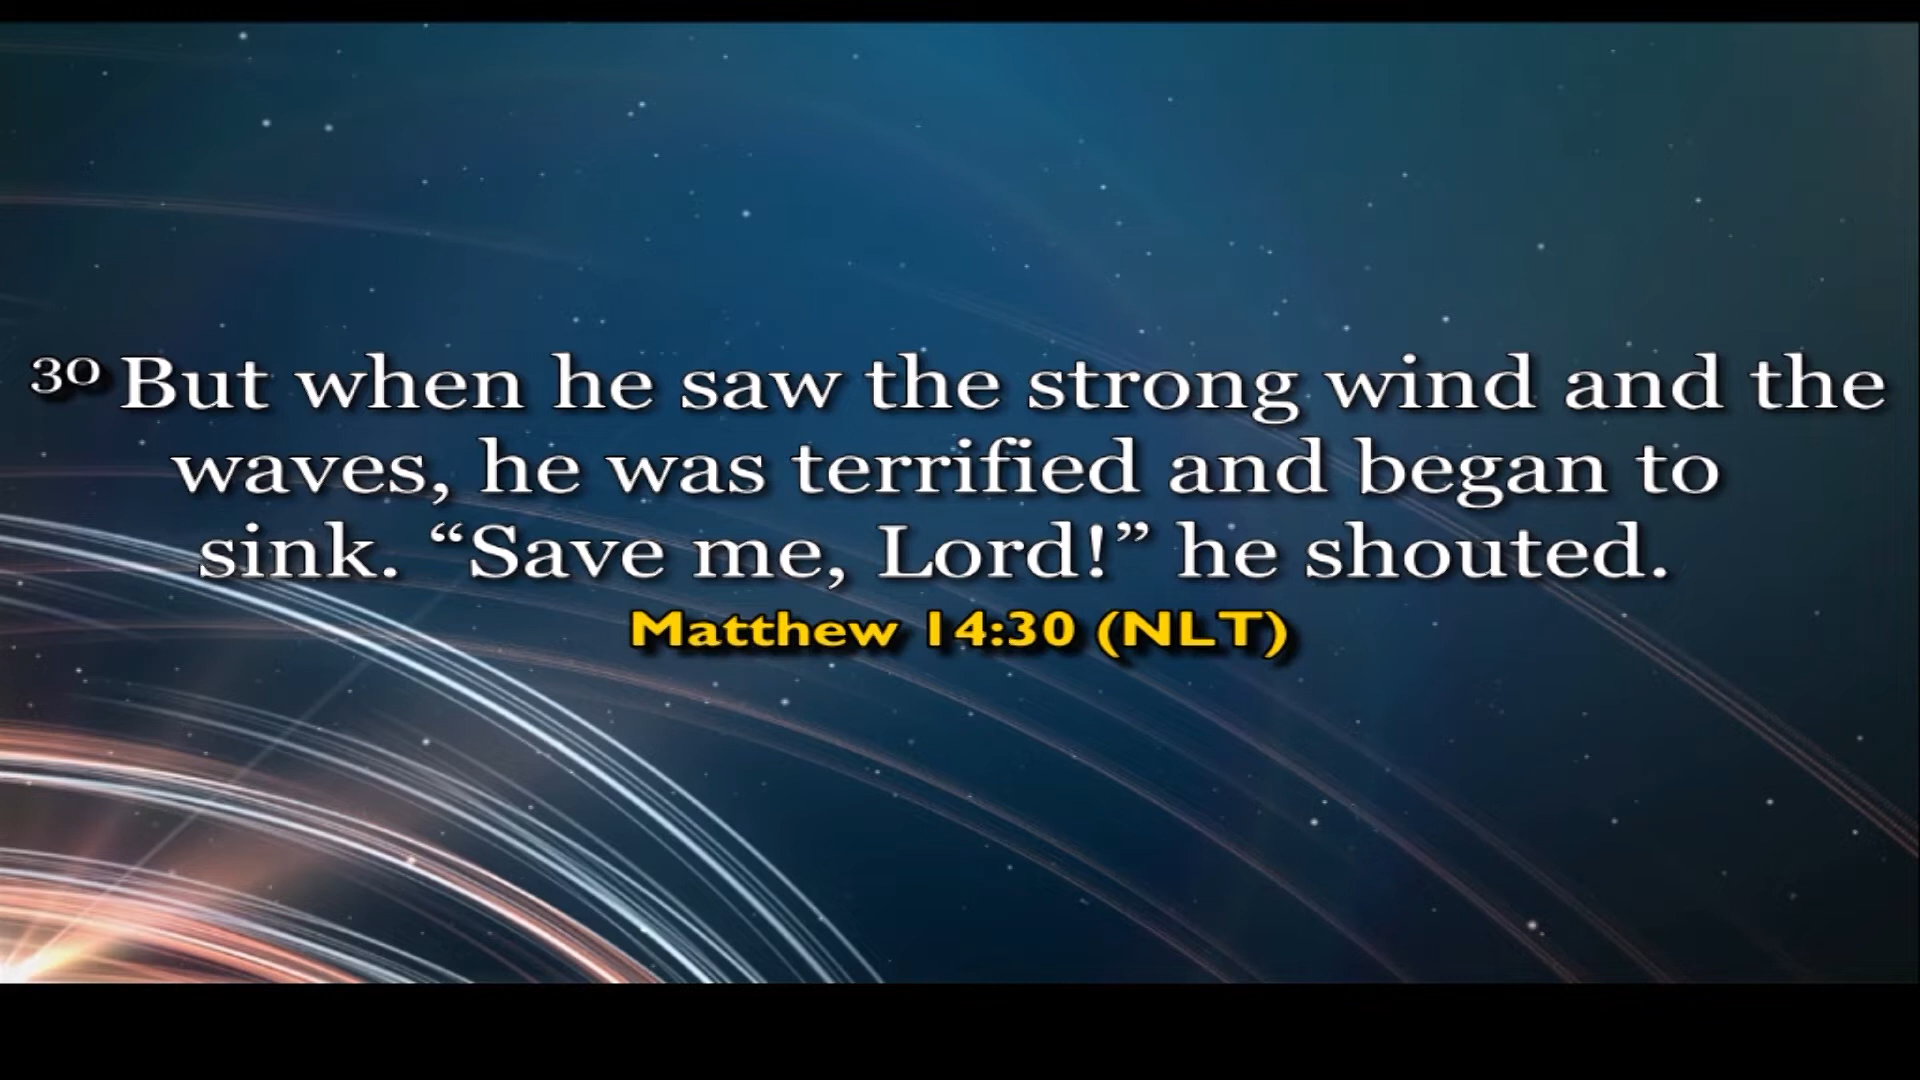 30 But when he saw the strong wind and the
waves, he was terrified and began to
sink. “Save me, Lord!” he shouted.
Matthew 14:30 (NLT)